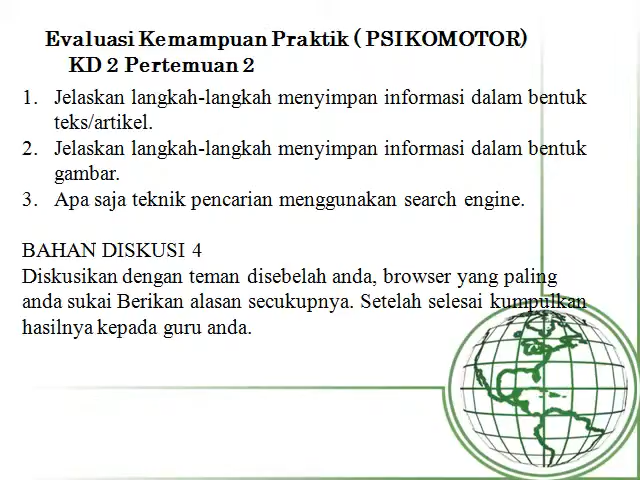 Evaluasi Kemampuan Praktik ( PSIKOMOTOR)
KD 2 Pertemuan 2
1. Jelaskan langkah-langkah menyimpan informasi dalam bentuk
teks/artikel.
2. Jelaskan langkah-langkah menyimpan informasi dalam bentuk
gambar.
3. Apa saja teknik pencarian menggunakan search engine.
BAHAN DISKUSI 4
Diskusikan dengan teman disebelah anda, browser yang paling
anda sukai Berikan alasan secukupnya. Setelah selesai kumpulkan
hasilnya kepada guru anda.